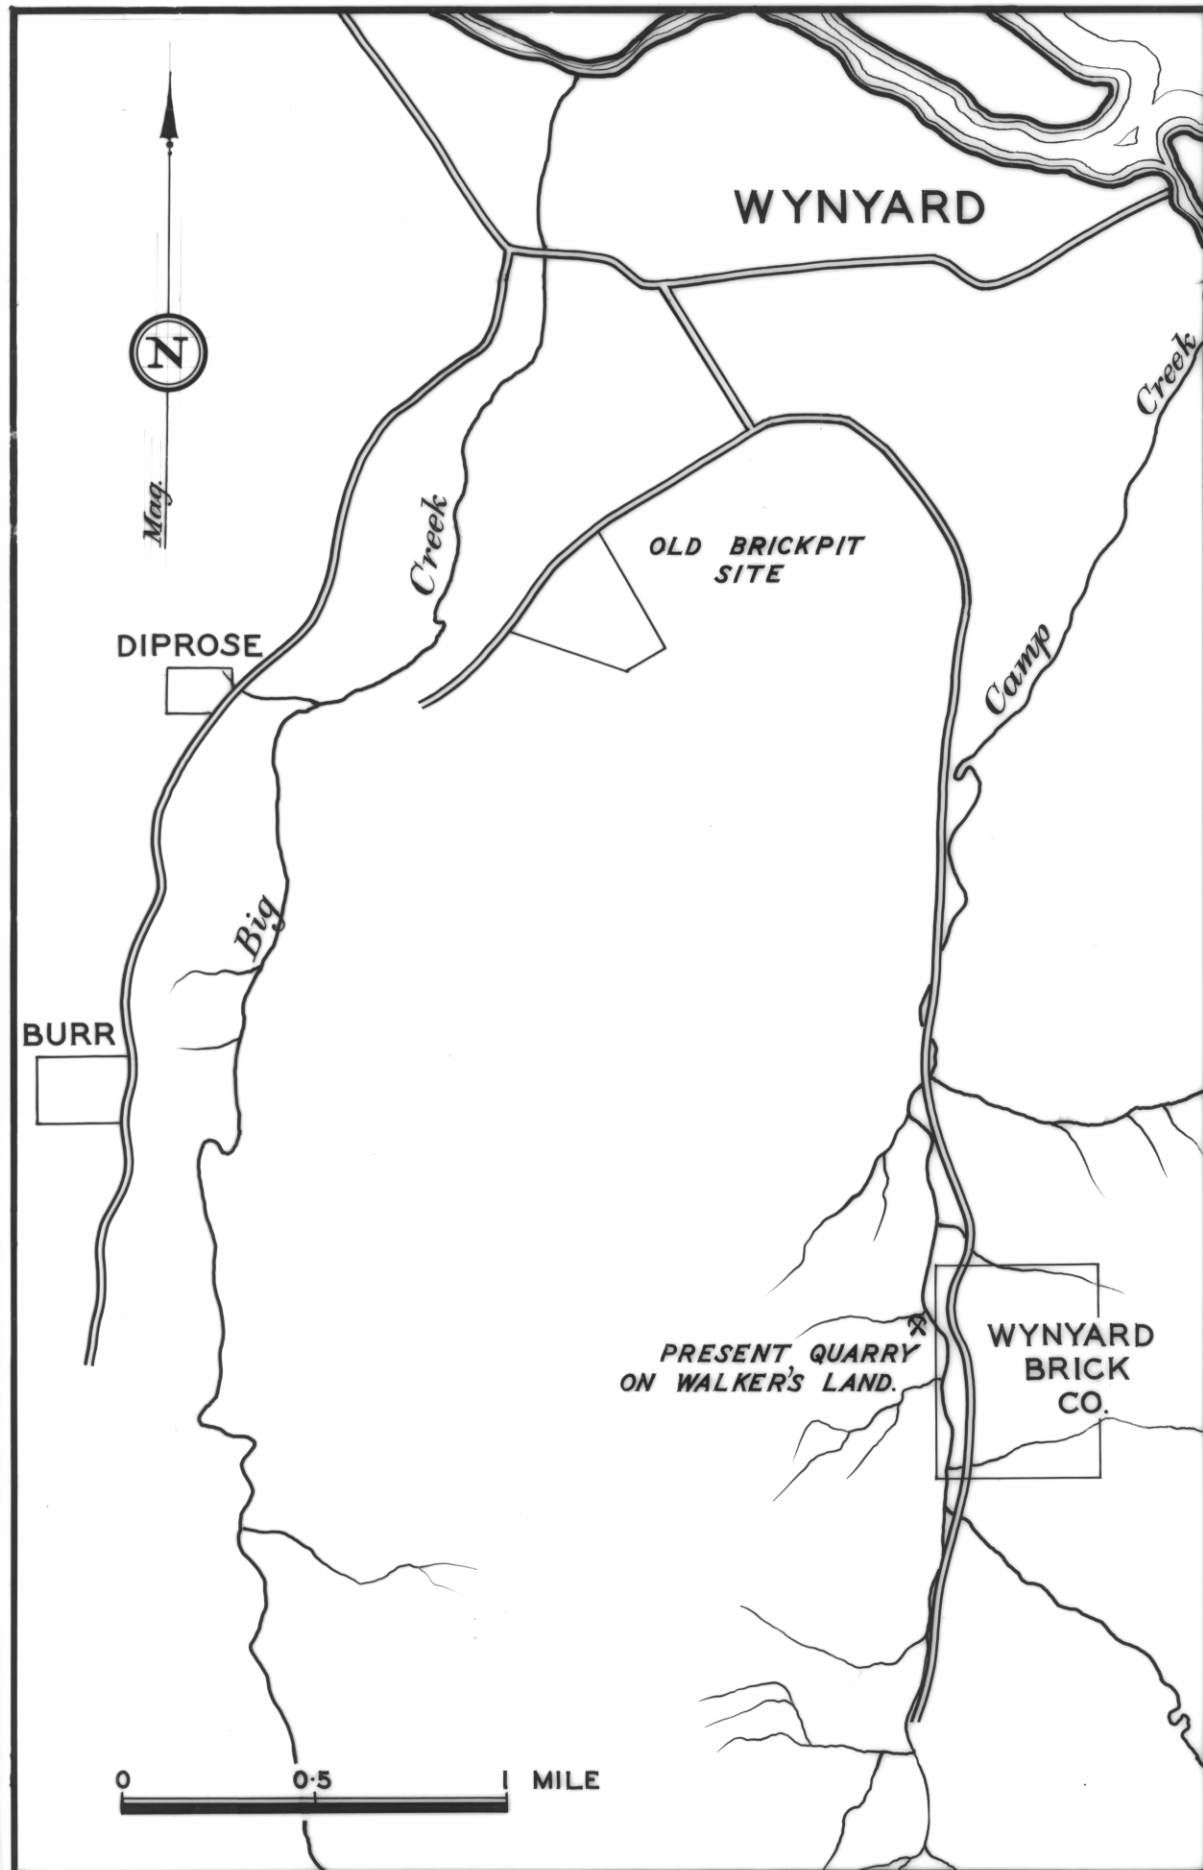 WYNYARD
N
Mag.
Creek
Creek
OLD BRICKPIT
SITE
DIPROSE
Camp
Big
BURR
PRESENT QUARRY
ON WALKER'S LAND.
WYNYARD
BRICK
CO.
0 0·5 1 MILE